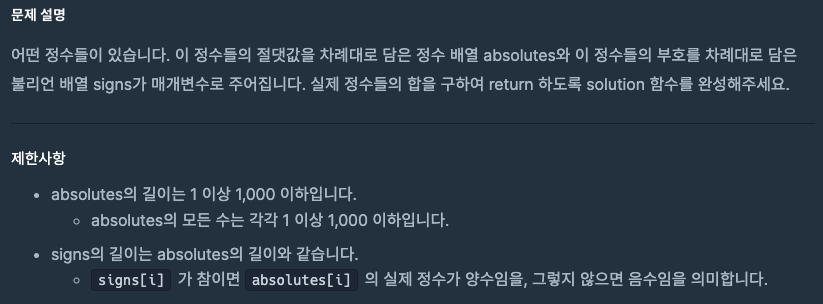 문제 설명
어떤 정수들이 있습니다. 이 정수들의 절댓값을 차례대로 담은 정수 배열 absolutes와 이 정수들의 부호를 차례대로 담은
불리언 배열 signs가 매개변수로 주어집니다. 실제 정수들의 합을 구하여 return 하도록 solution 함수를 완성해주세요.
제한사항
• absolutes의 길이는 1 이상 1,000 이하입니다.
◦ absolutes의 모든 수는 각각 1 이상 1,000 이하입니다.
• signs의 길이는 absolutes의 길이와 같습니다.
◦ signs[i] 가 참이면 absolutes[i] 의 실제 정수가 양수임을, 그렇지 않으면 음수임을 의미합니다.